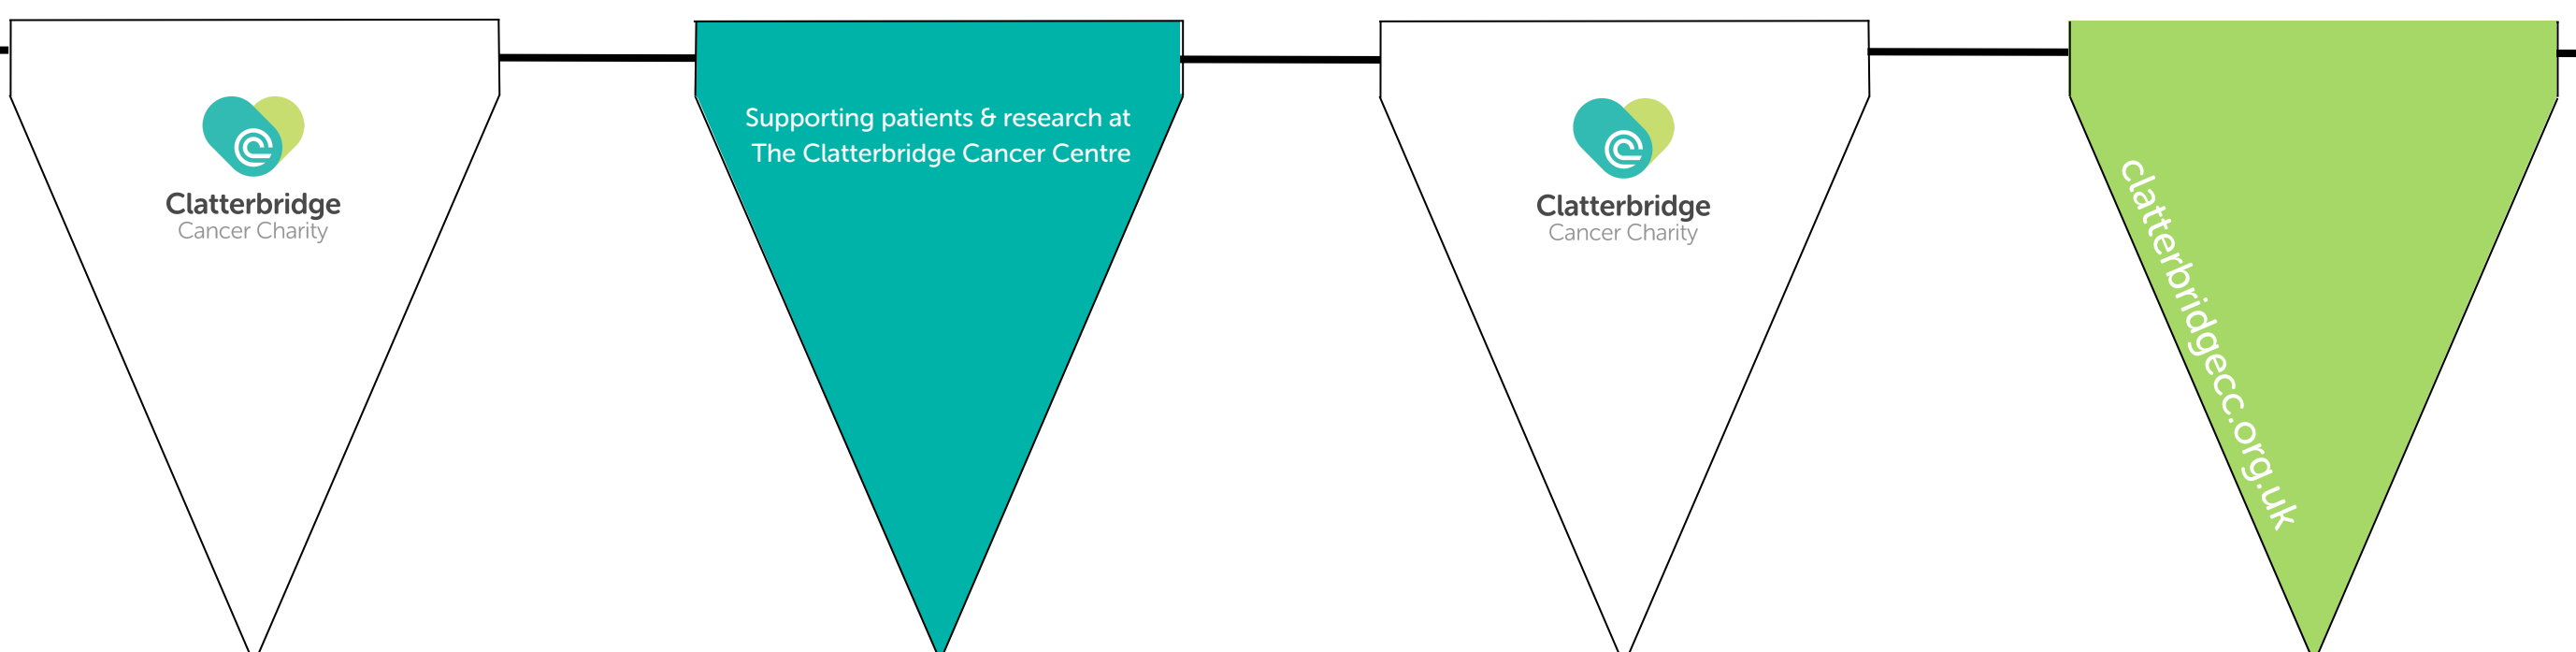 Clatterbridge
Cancer Charity
Supporting patients & research at
The Clatterbridge Cancer Centre
Clatterbridge
Cancer Charity
clatterbridgecc.org.uk